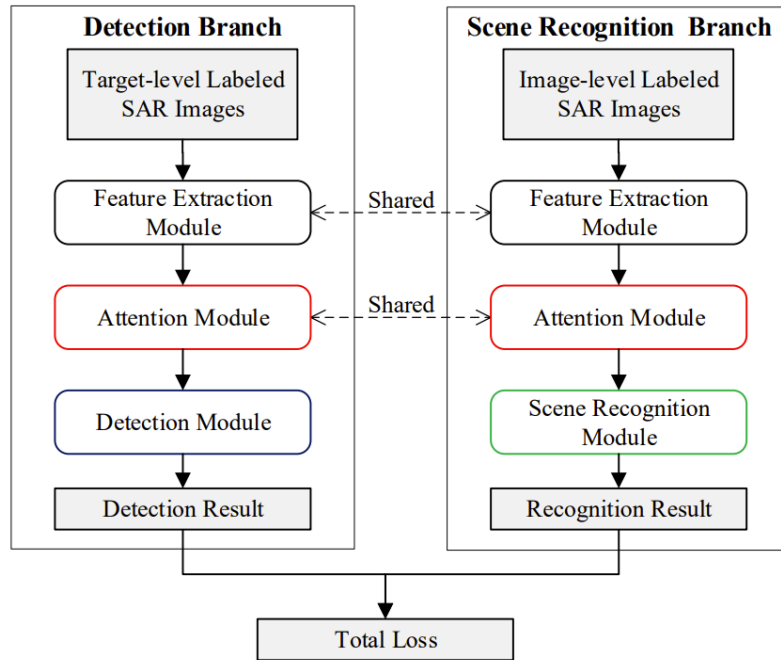 Detection Branch
Target-level Labeled
SAR Images
Feature Extraction
Module
Attention Module
Detection Module
Detection Result
Shared
Shared
Scene Recognition Branch
Image-level Labeled
SAR Images
Feature Extraction
Module
Attention Module
Scene Recognition
Module
Recognition Result
Total Loss